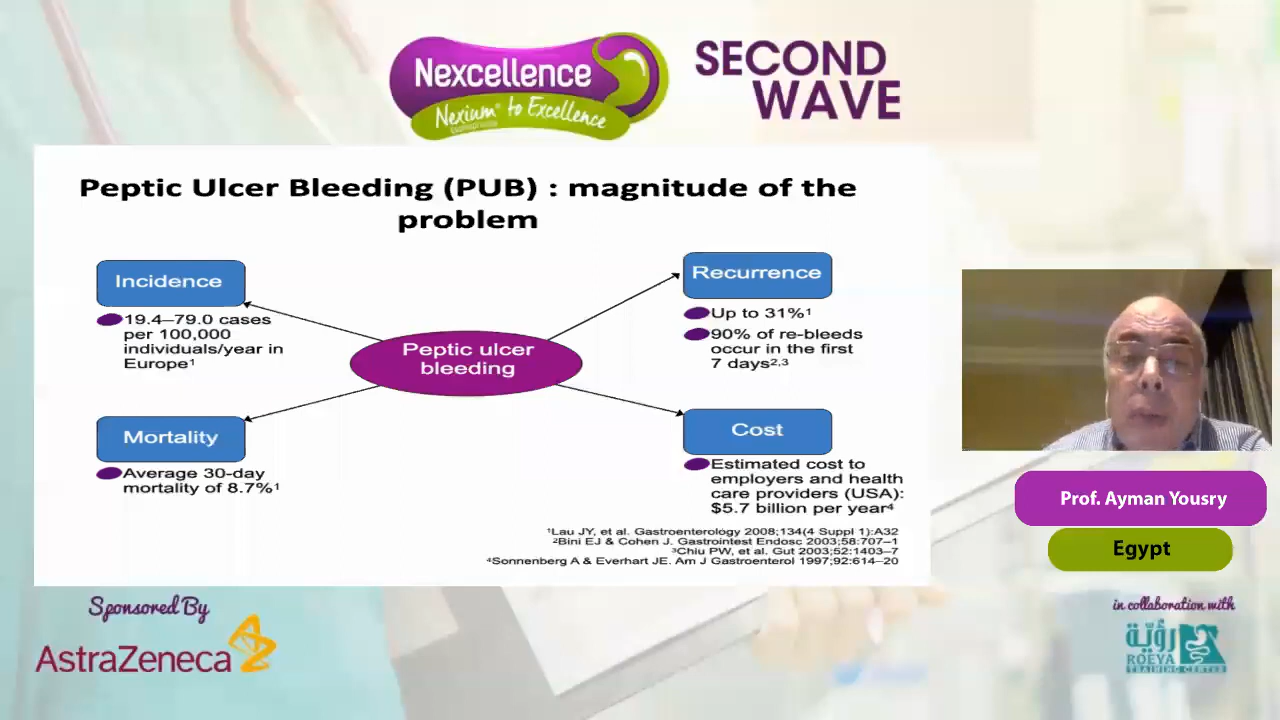 Nexcellence
Nexium® to Excellence
SECOND
WAVE
Peptic Ulcer Bleeding (PUB) : magnitude of the
problem
Incidence
19.4–79.0 cases
per 100,000
individuals/year in
Europe¹
Mortality
Average 30-day
mortality of 8.7%¹
Peptic ulcer
bleeding
Recurrence
Up to 31%¹
90% of re-bleeds
occur in the first
7 days²,³
Cost
Estimated cost to
employers and health
care providers (USA):
$5.7 billion per year⁴
¹Lau JY, et al. Gastroenterology 2008;134(4 Suppl 1):A32
²Bini EJ & Cohen J. Gastrointest Endosc 2003;58:707–1
³Chiu PW, et al. Gut 2003;52:1403–7
⁴Sonnenberg A & Everhart JE. Am J Gastroenterol 1997;92:614–20
Prof. Ayman Yousry
Egypt
Sponsored By
AstraZeneca
in collaboration with
رؤية
ROEYA
TRAINING CENTER